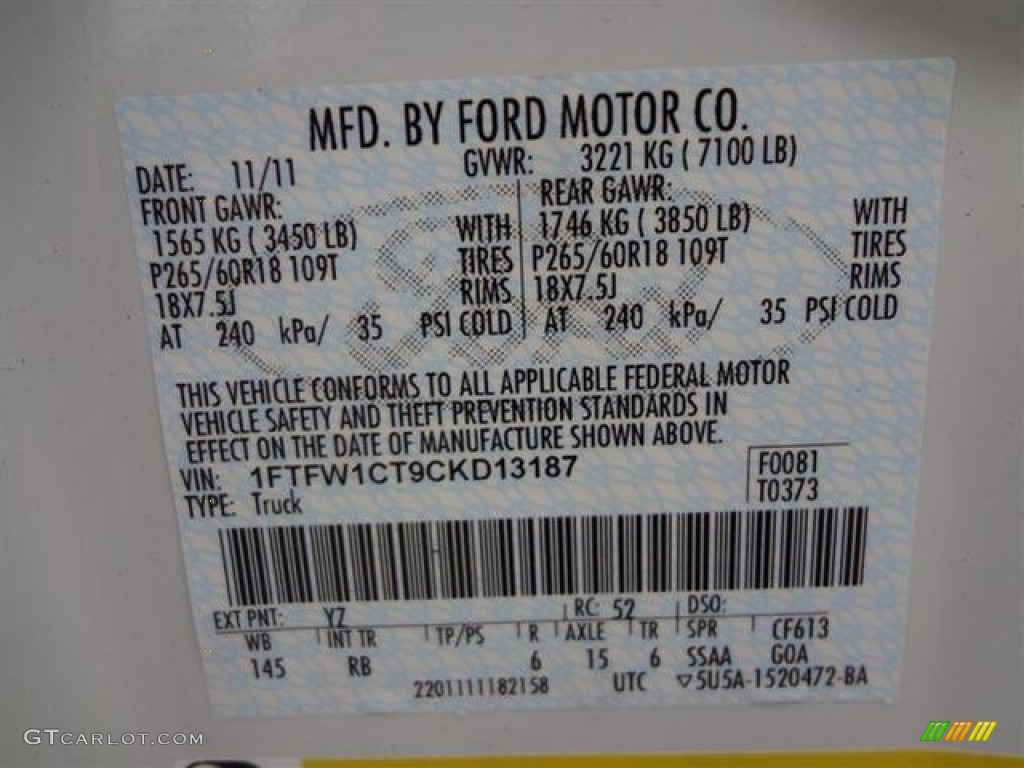 MFD. BY FORD MOTOR CO.
DATE: 11/11 GVWR: 3221 KG ( 7100 LB)
FRONT GAWR: REAR GAWR:
1565 KG ( 3450 LB) WITH 1746 KG ( 3850 LB) WITH
P265/60R18 109T TIRES P265/60R18 109T TIRES
18X7.5J RIMS 18X7.5J RIMS
AT 240 kPa/ 35 PSI COLD AT 240 kPa/ 35 PSI COLD
THIS VEHICLE CONFORMS TO ALL APPLICABLE FEDERAL MOTOR
VEHICLE SAFETY AND THEFT PREVENTION STANDARDS IN
EFFECT ON THE DATE OF MANUFACTURE SHOWN ABOVE.
VIN: 1FTFW1CT9CKD13187 F0081
TYPE: Truck T0373
EXT PNT: YZ RC: 52 DSO:
WB INT TR TP/PS R AXLE TR SPR CF613
145 RB 6 15 6 SSAA GOA
2201111182158 UTC ▽5U5A-1520472-BA
GTCARLOT.COM